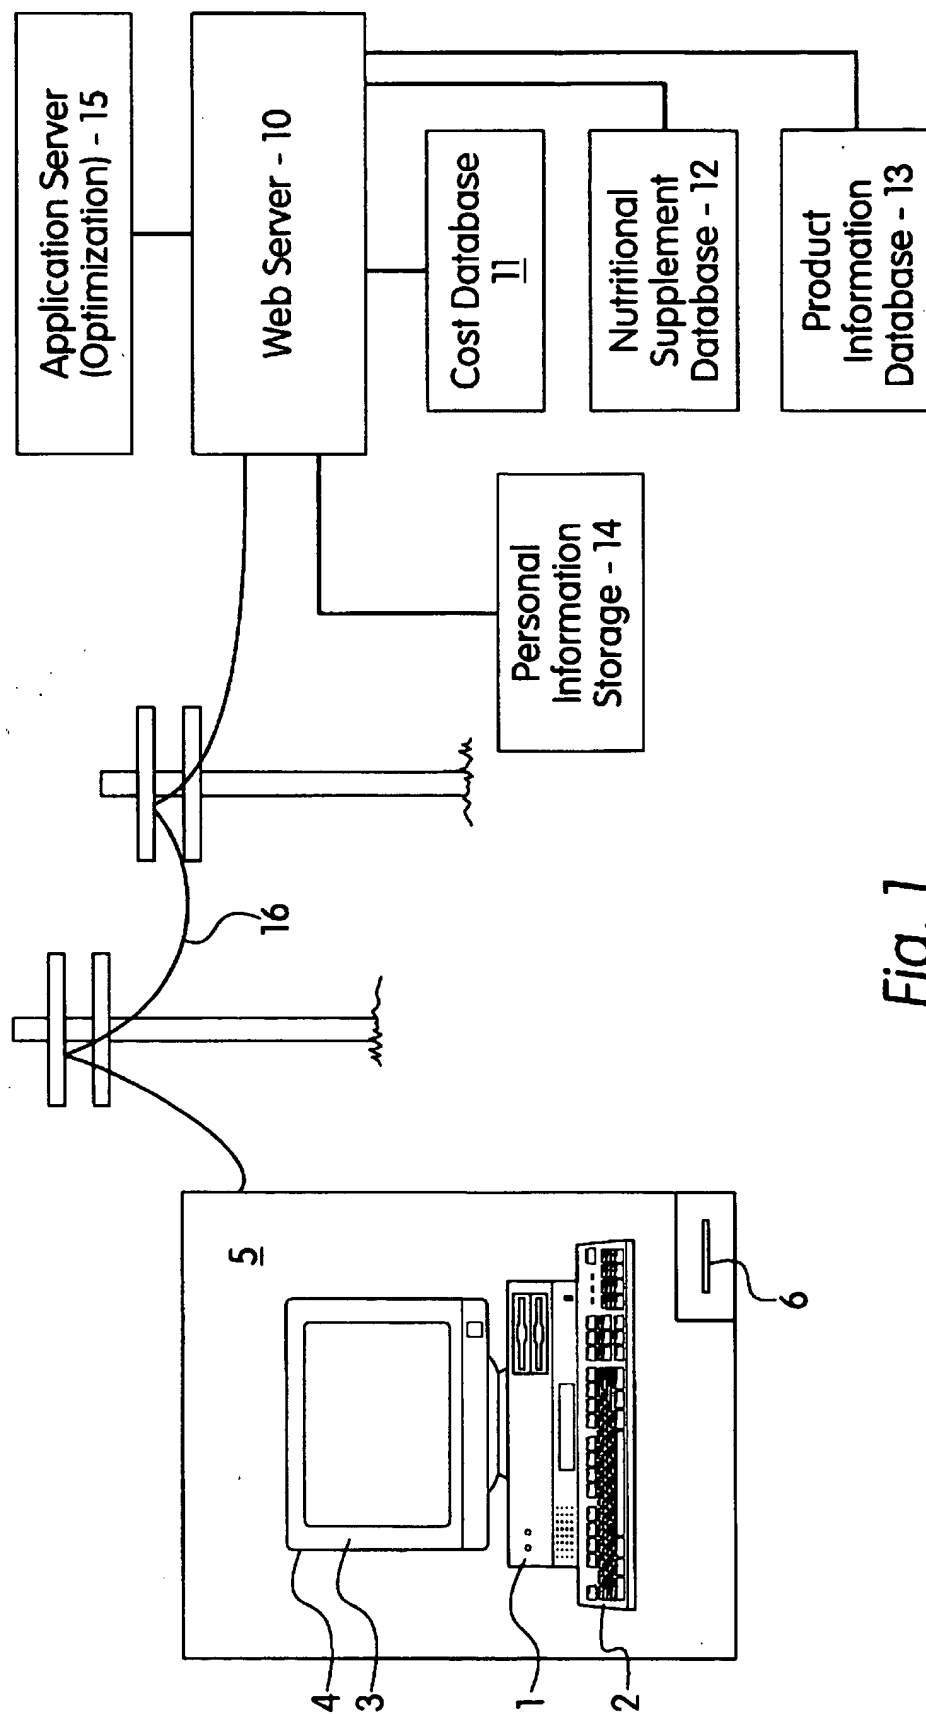 Application Server
(Optimization) - 15
Web Server - 10
Cost Database
11
Nutritional
Supplement
Database - 12
Product
Information
Database - 13
Personal
Information
Storage - 14
16
5
4
3
1
2
6
Fig. 1